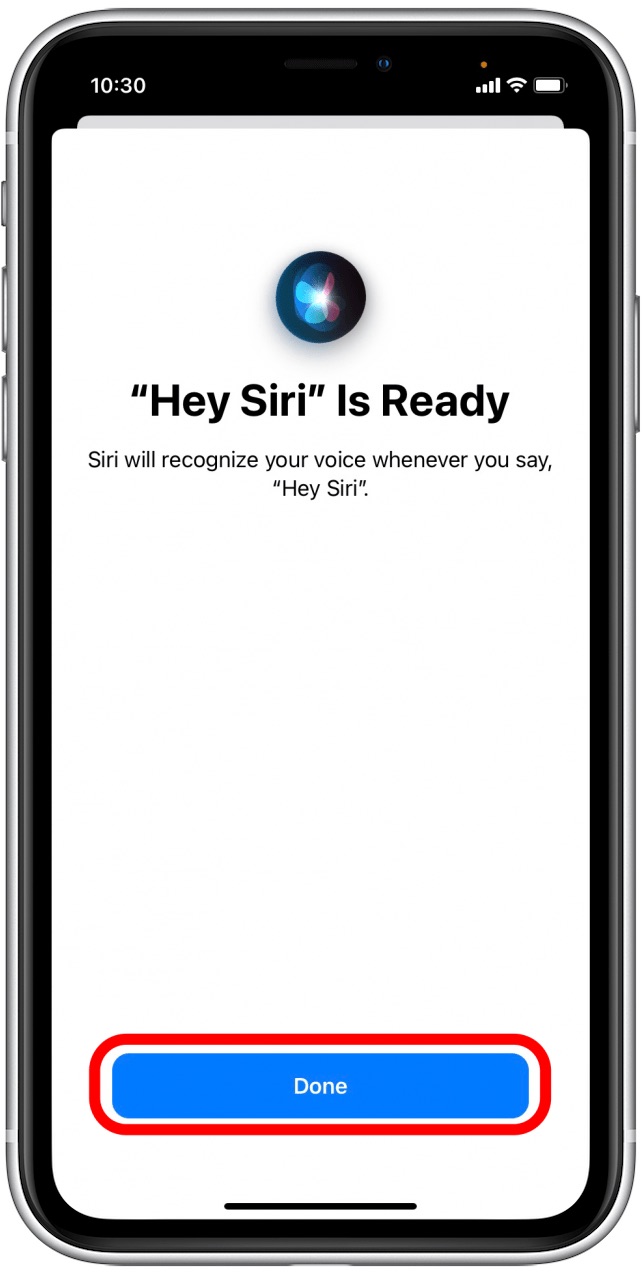 10:30
“Hey Siri” Is Ready
Siri will recognize your voice whenever you say,
“Hey Siri”.
Done